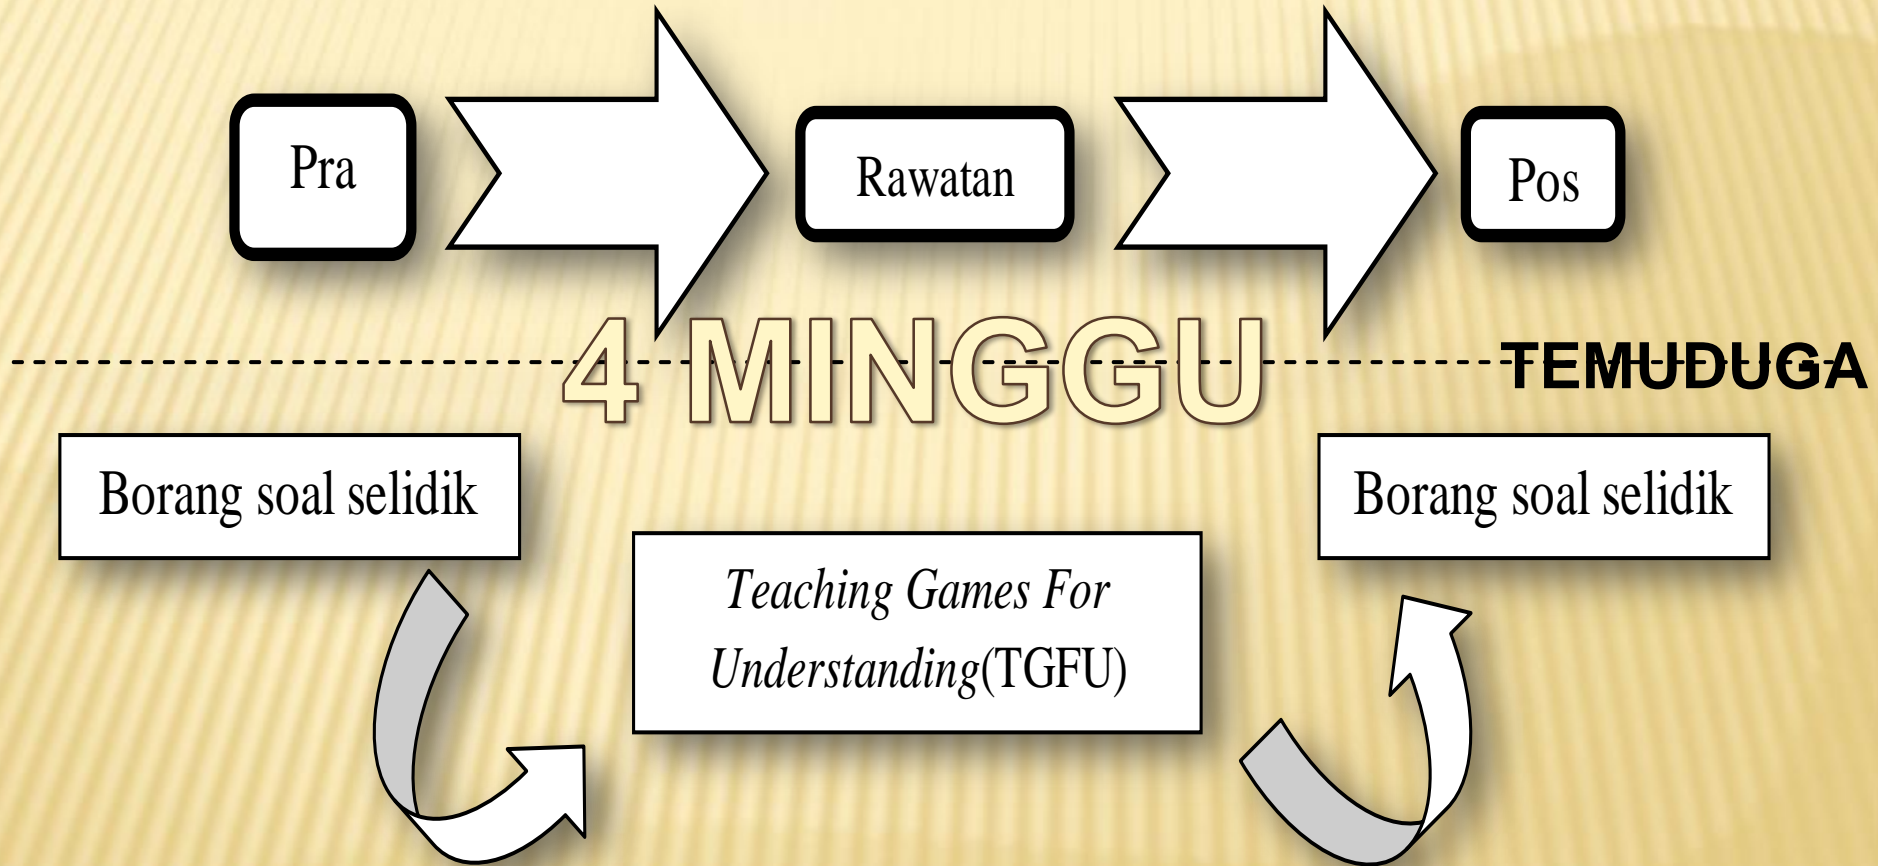 Pra
Rawatan
Pos
4 MINGGU
TEMUDUGA
Borang soal selidik
Borang soal selidik
Teaching Games For
Understanding(TGFU)